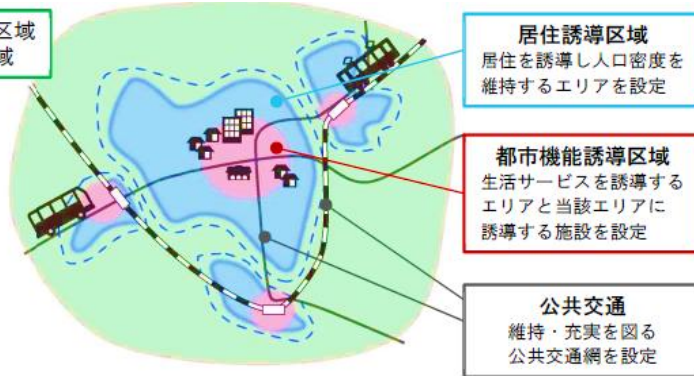 区域
域
居住誘導区域
居住を誘導し人口密度を
維持するエリアを設定
都市機能誘導区域
生活サービスを誘導する
エリアと当該エリアに
誘導する施設を設定
公共交通
維持・充実を図る
公共交通網を設定